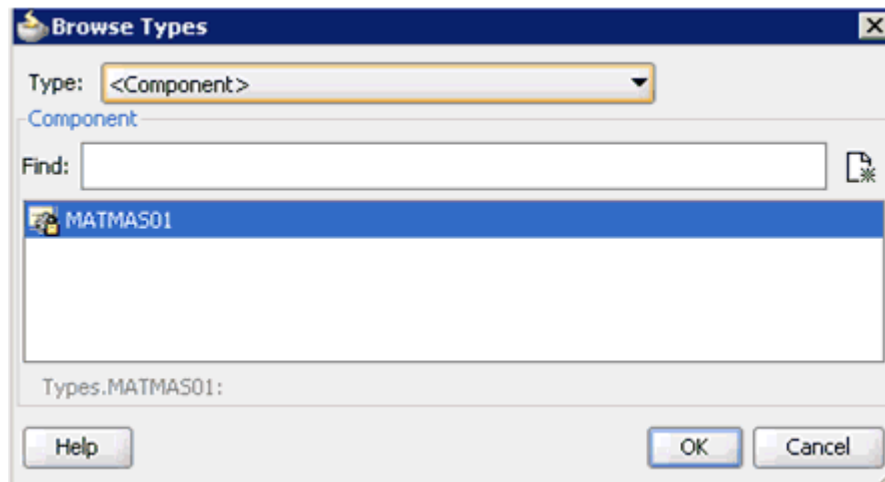 Browse Types
Type: <Component>
Component
Find:
MATMAS01
Types.MATMAS01:
Help OK Cancel